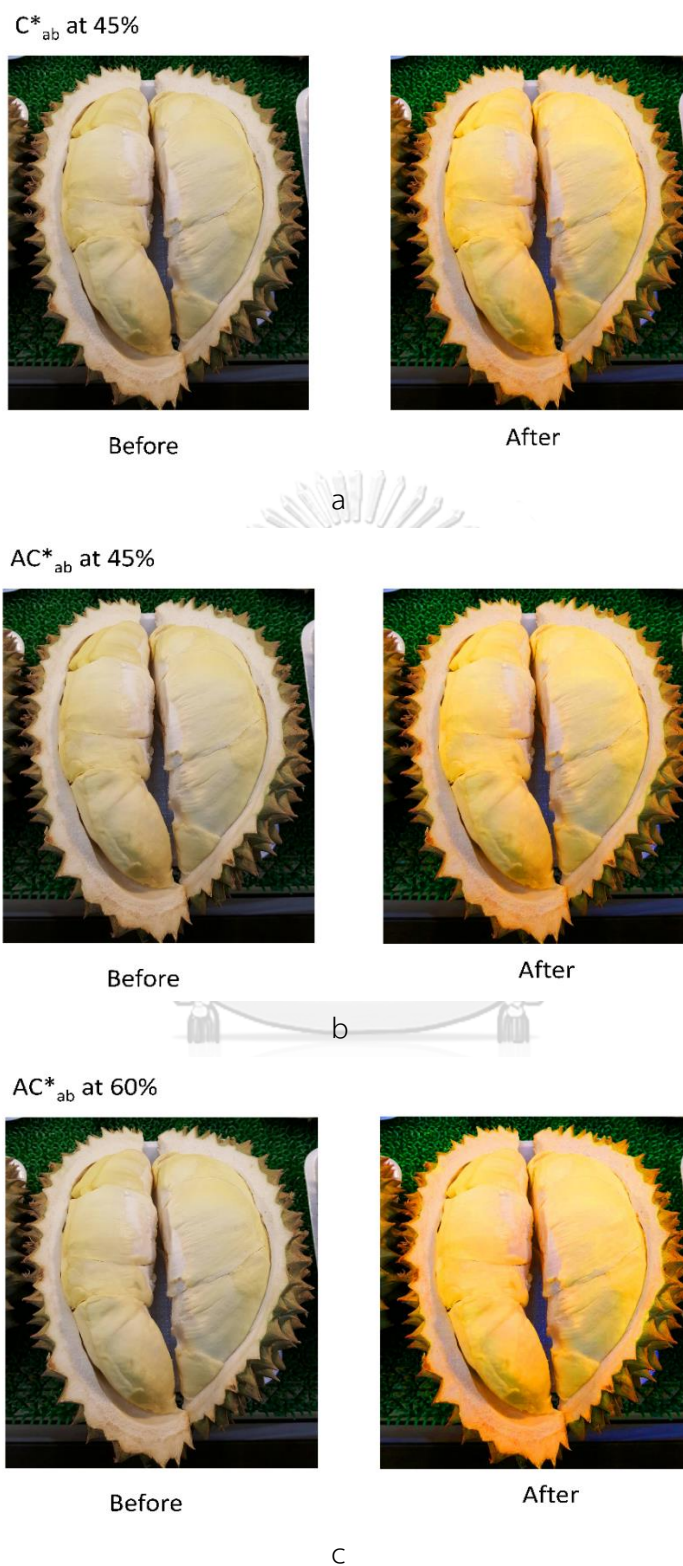 C*ab at 45%
Before
After
a
AC*ab at 45%
Before
After
b
AC*ab at 60%
Before
After
c